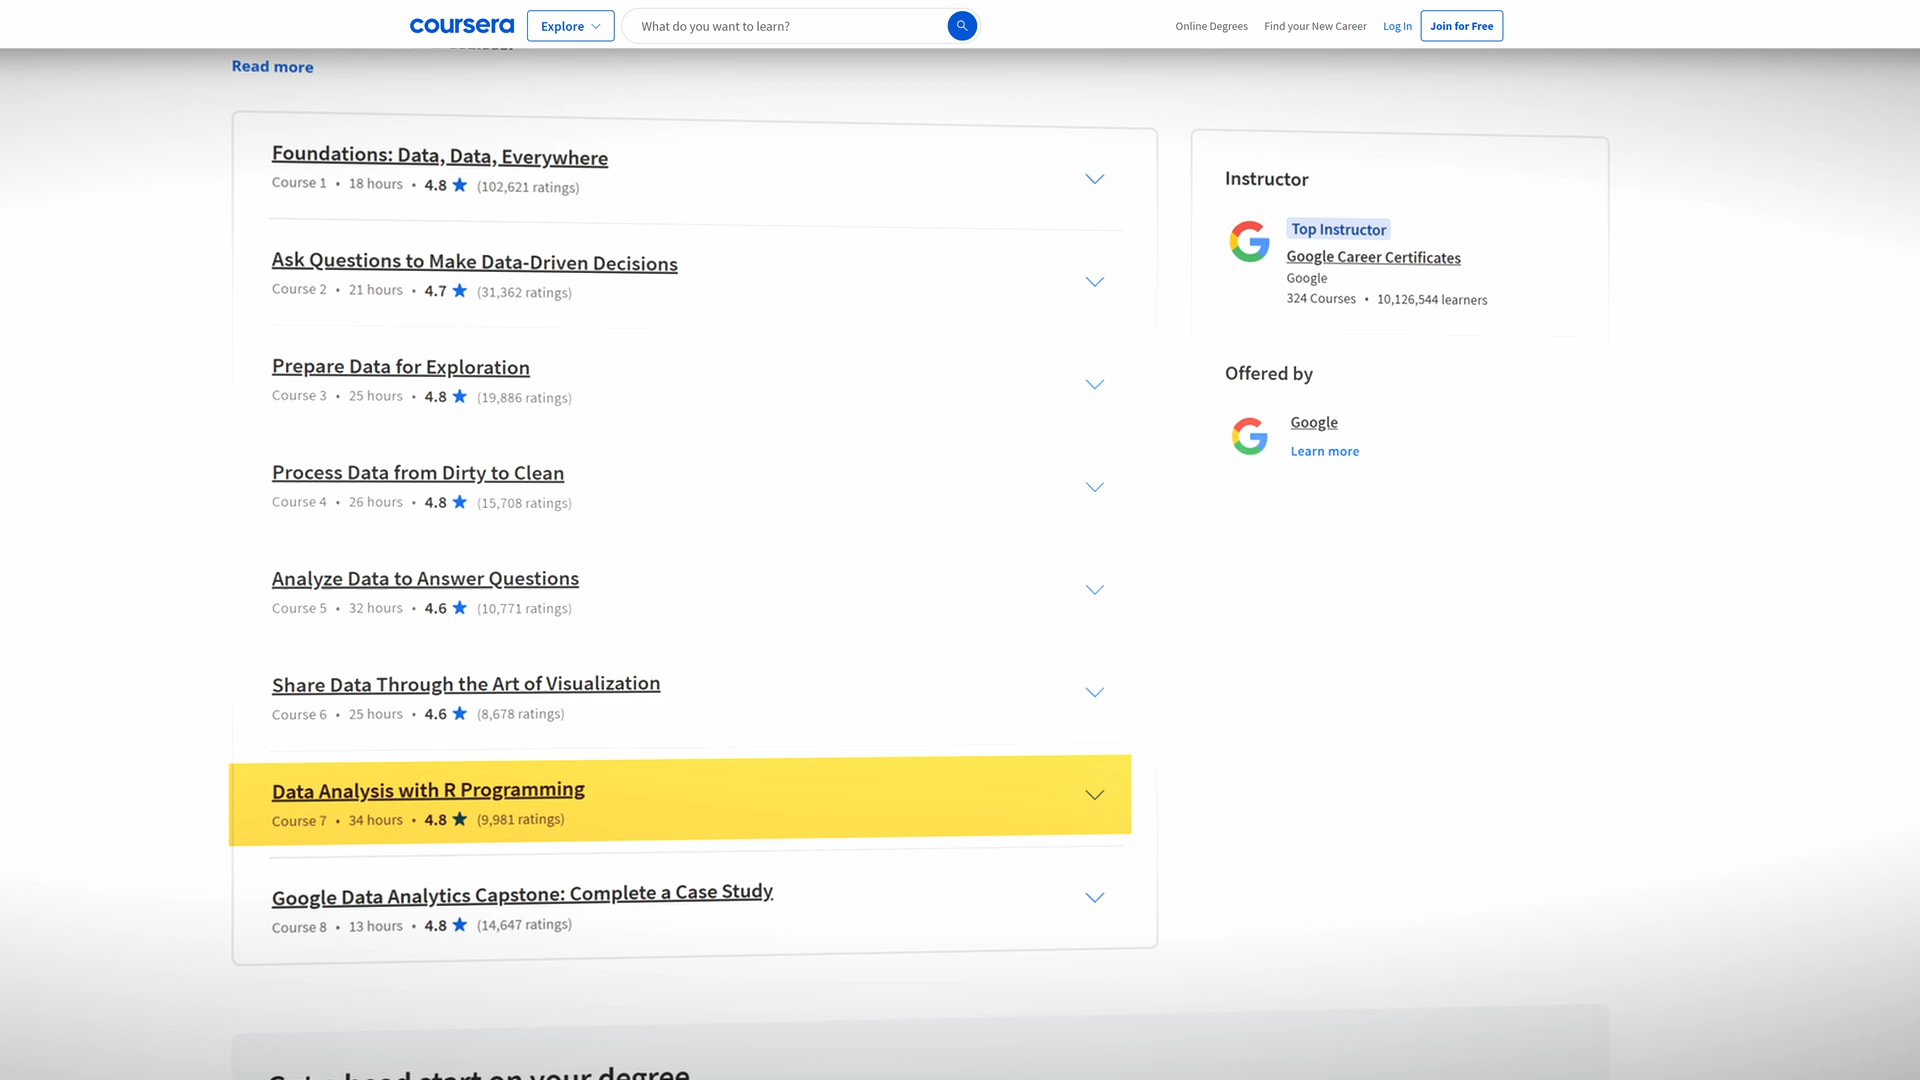 coursera
Explore
What do you want to learn?
Online Degrees
Find your New Career
Log In
Join for Free
Read more
Foundations: Data, Data, Everywhere
Course 1 • 18 hours • 4.8 ★ (102,621 ratings)
Ask Questions to Make Data-Driven Decisions
Course 2 • 21 hours • 4.7 ★ (31,362 ratings)
Prepare Data for Exploration
Course 3 • 25 hours • 4.8 ★ (19,886 ratings)
Process Data from Dirty to Clean
Course 4 • 26 hours • 4.8 ★ (15,708 ratings)
Analyze Data to Answer Questions
Course 5 • 32 hours • 4.6 ★ (10,771 ratings)
Share Data Through the Art of Visualization
Course 6 • 25 hours • 4.6 ★ (8,678 ratings)
Data Analysis with R Programming
Course 7 • 34 hours • 4.8 ★ (9,981 ratings)
Google Data Analytics Capstone: Complete a Case Study
Course 8 • 13 hours • 4.8 ★ (14,647 ratings)
Instructor
Top Instructor
Google Career Certificates
Google
324 Courses • 10,126,544 learners
Offered by
Google
Learn more
head start on your degree